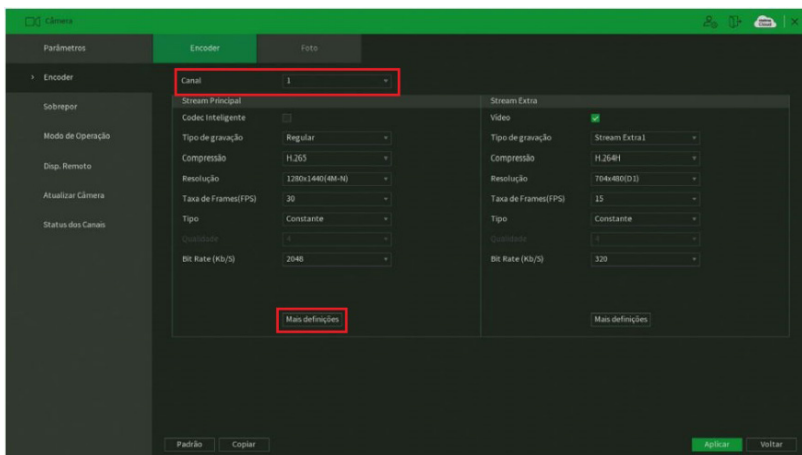 Câmera
Parâmetros
Encoder
Sobrepor
Modo de Operação
Disp. Remoto
Atualizar Câmera
Status dos Canais
Encoder Foto
Canal 1
Stream Principal
Codec Inteligente
Tipo de gravação Regular
Compressão H.265
Resolução 1280x1440(4M-N)
Taxa de Frames(FPS) 30
Tipo Constante
Qualidade 4
Bit Rate (Kb/S) 2048
Mais definições
Stream Extra
Vídeo
Tipo de gravação Stream Extra1
Compressão H.264H
Resolução 704x480(D1)
Taxa de Frames(FPS) 15
Tipo Constante
Qualidade 4
Bit Rate (Kb/S) 320
Mais definições
Padrão Copiar Aplicar Voltar